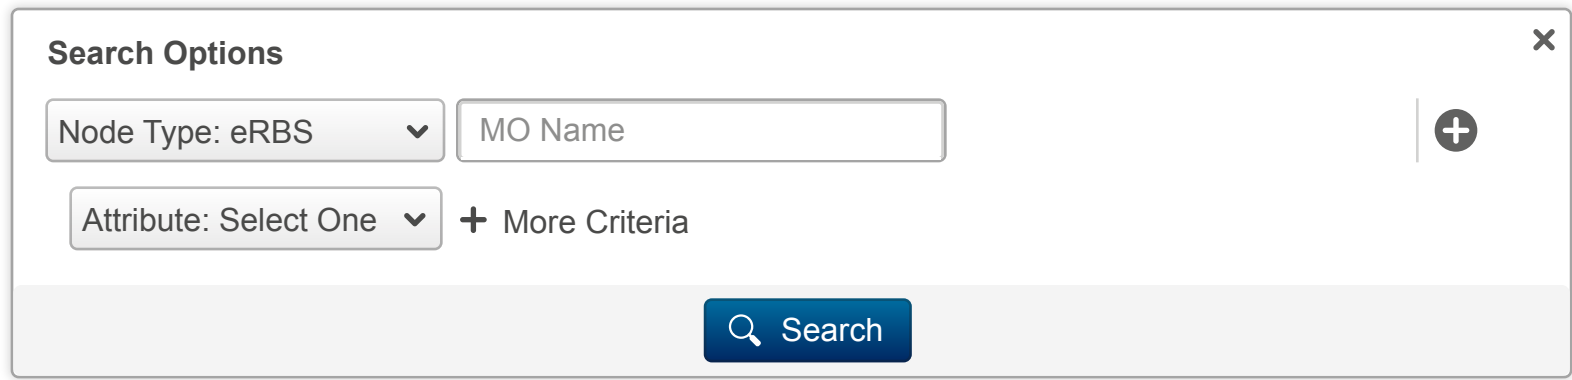 Search Options
Node Type: eRBS
MO Name
Attribute: Select One
More Criteria
Search